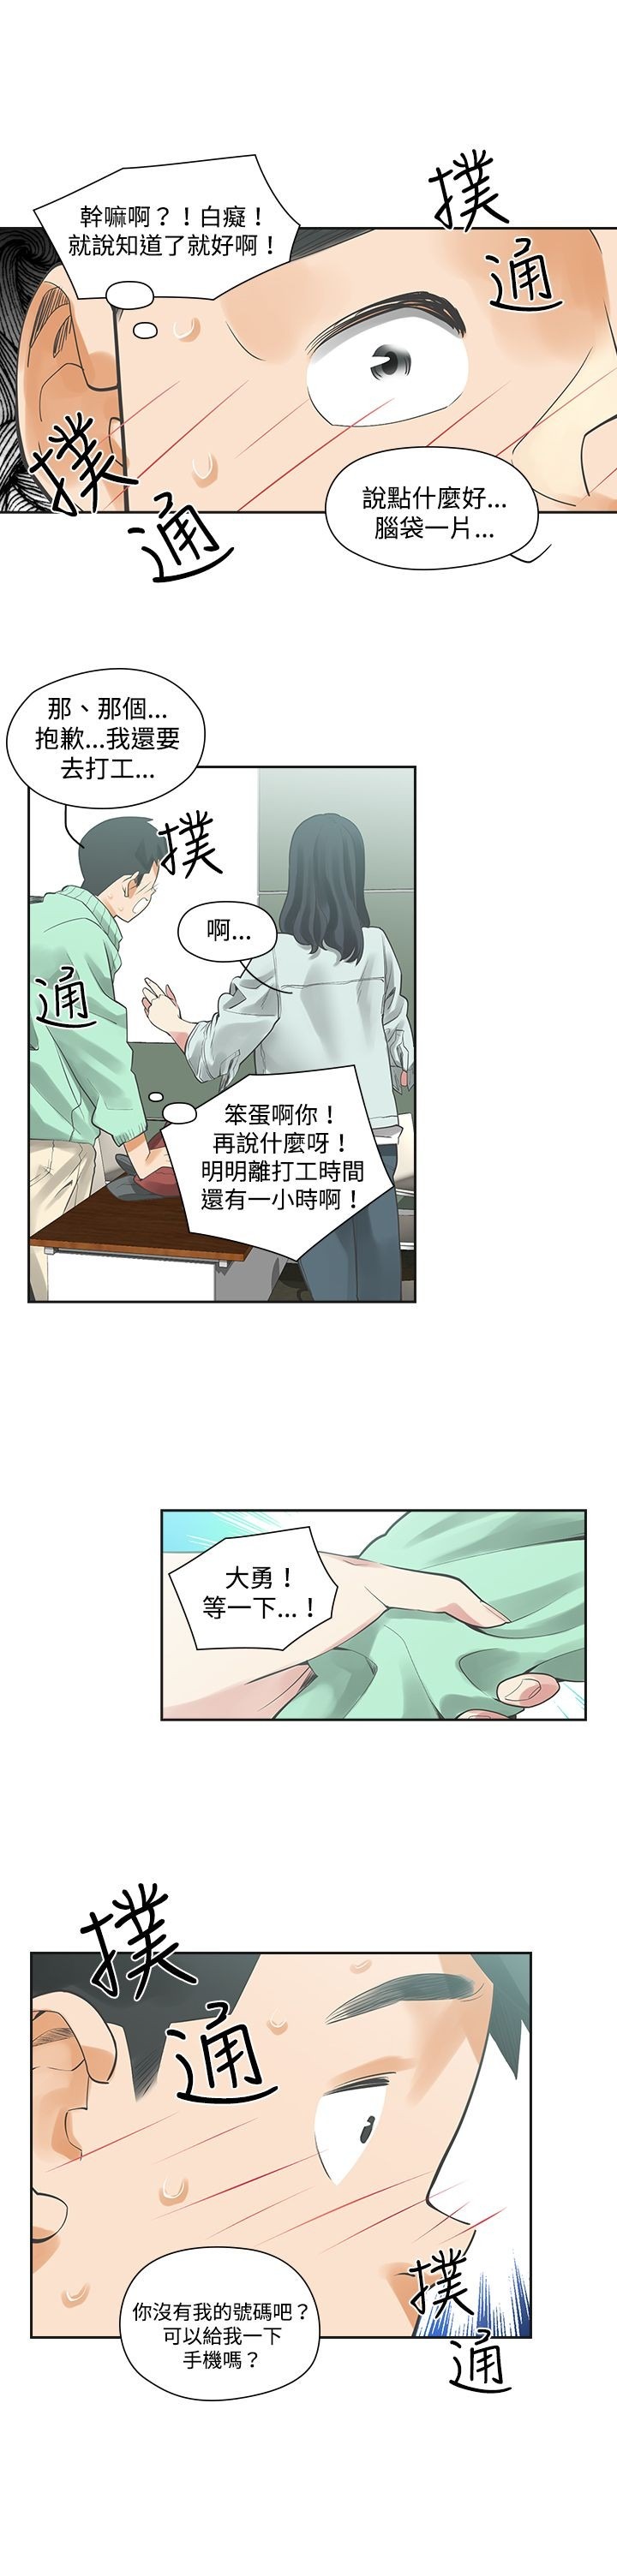 撲
通
幹嘛啊？！白癡！
就說知道了就好啊！
撲
通
說點什麼好...
腦袋一片...
那、那個...
抱歉...我還要
去打工...
撲
通
啊...
笨蛋啊你！
再說什麼呀！
明明離打工時間
還有一小時啊！
大勇！
等一下...！
撲
通
你沒有我的號碼吧？
可以給我一下
手機嗎？
撲
通